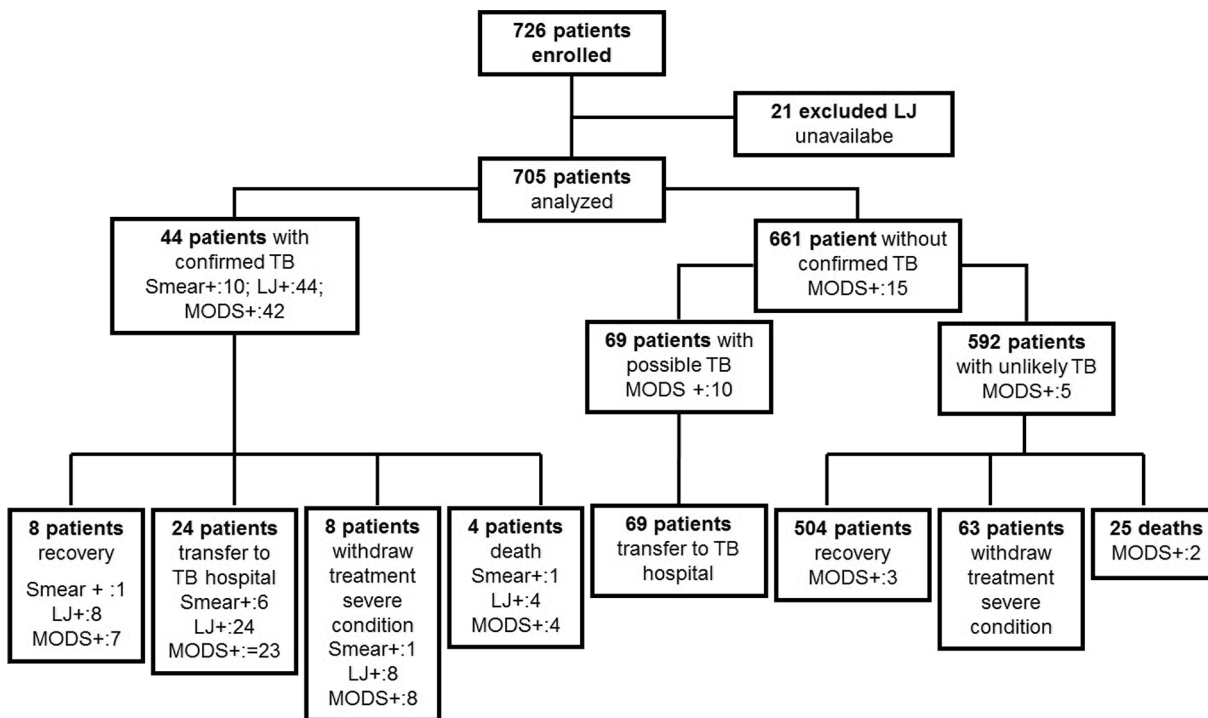 726 patients
enrolled
21 excluded LJ
unavailabe
705 patients
analyzed
44 patients with
confirmed TB
Smear+:10; LJ+:44;
MODS+:42
661 patient without
confirmed TB
MODS+:15
69 patients with
possible TB
MODS +:10
592 patients
with unlikely TB
MODS+:5
8 patients
recovery
Smear + :1
LJ+:8
MODS+:7
24 patients
transfer to
TB hospital
Smear+:6
LJ+:24
MODS+:=23
8 patients
withdraw
treatment
severe
condition
Smear+:1
LJ+:8
MODS+:8
4 patients
death
Smear+:1
LJ+:4
MODS+:4
69 patients
transfer to TB
hospital
504 patients
recovery
MODS+:3
63 patients
withdraw
treatment
severe
condition
25 deaths
MODS+:2